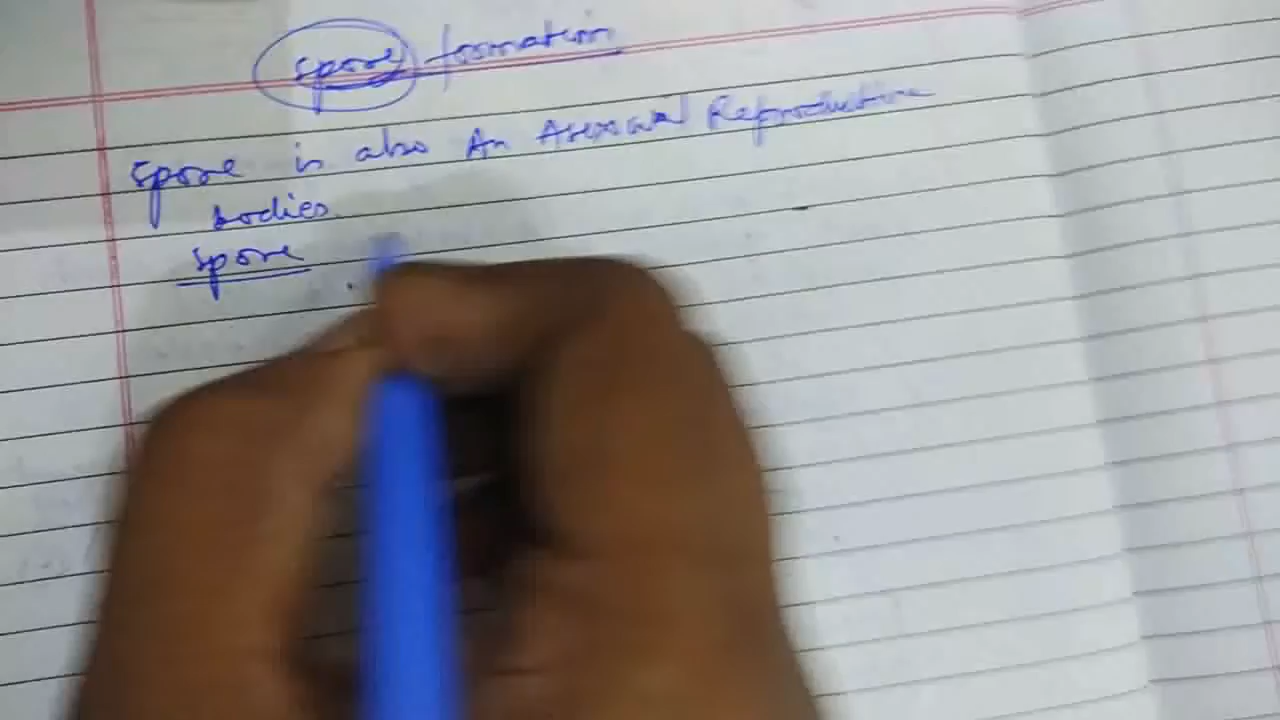 spore formation
Spore is also An Asexual Reproductive
bodies.
spore